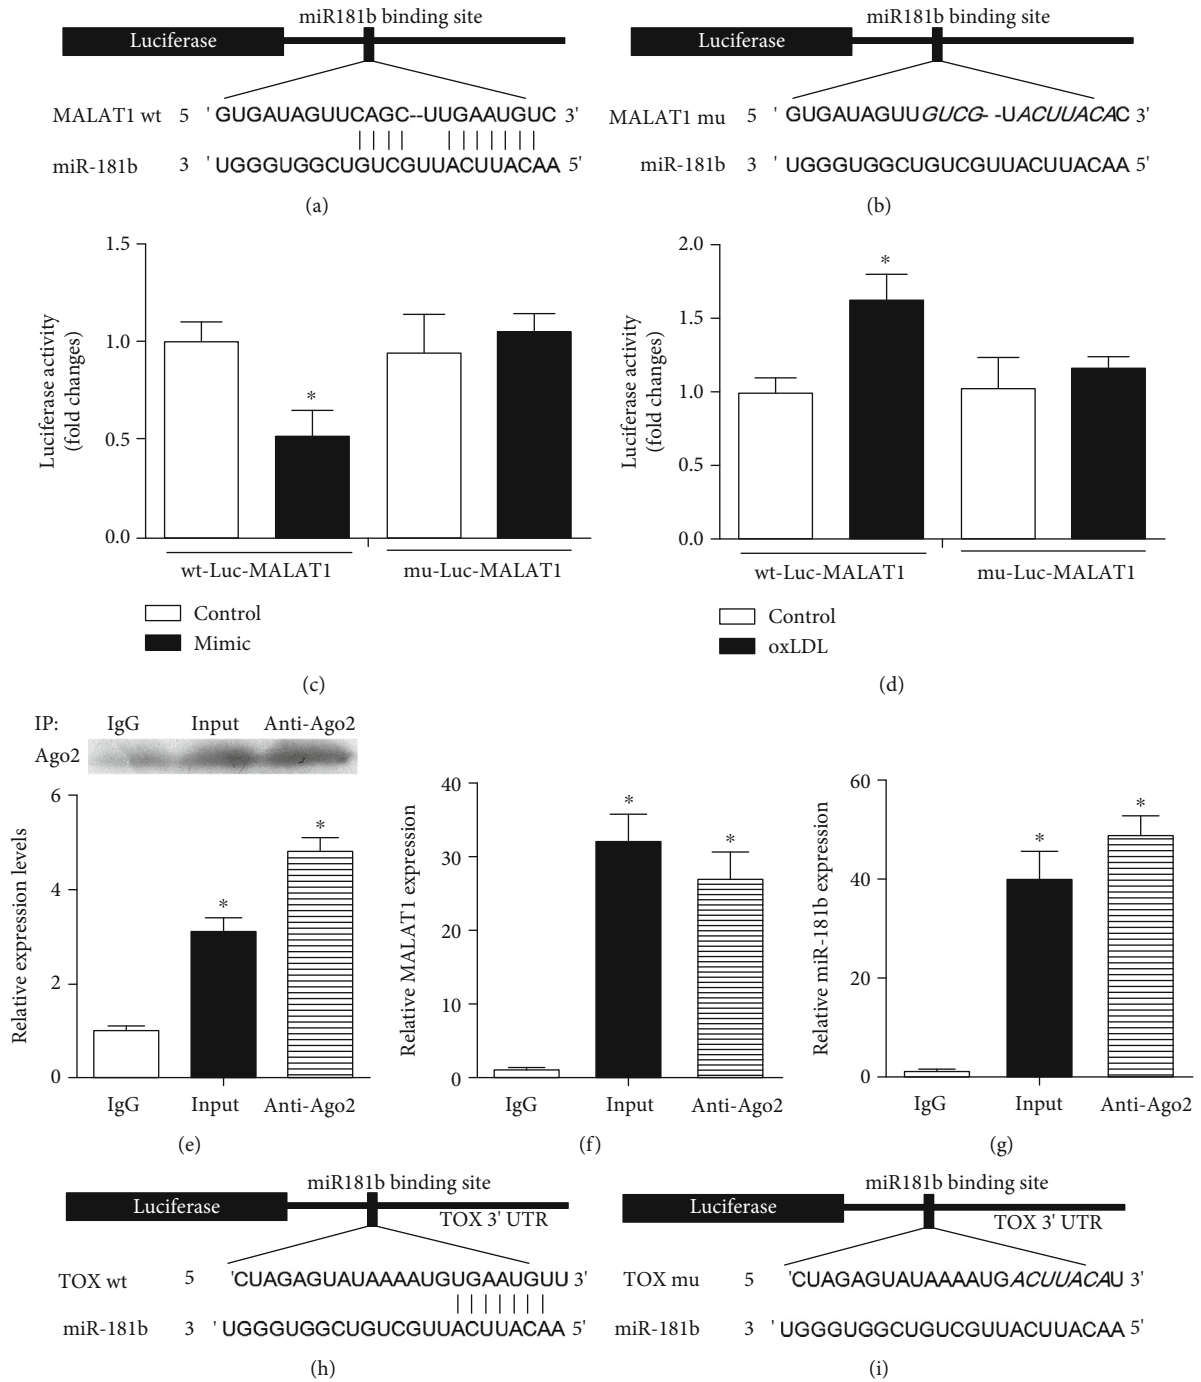 miR181b binding site
Luciferase
MALAT1 wt 5 ' GUGAUAGUUCAGC--UUGAAUGUC 3'
miR-181b 3 ' UGGGUGGCUGUCGUUACUUACAA 5'
(a)
miR181b binding site
Luciferase
MALAT1 mu 5 ' GUGAUAGUUGUCG--UACUUACAC 3'
miR-181b 3 ' UGGGUGGCUGUCGUUACUUACAA 5'
(b)
Luciferase activity
(fold changes)
1.5
1.0
0.5
0.0
*
wt-Luc-MALAT1
mu-Luc-MALAT1
Control
Mimic
(c)
Luciferase activity
(fold changes)
2.0
1.5
1.0
0.5
0.0
*
wt-Luc-MALAT1
mu-Luc-MALAT1
Control
oxLDL
(d)
IP: IgG Input Anti-Ago2
Ago2
Relative expression levels
6
4
2
0
*
*
IgG Input Anti-Ago2
(e)
Relative MALAT1 expression
40
30
20
10
0
*
*
IgG Input Anti-Ago2
(f)
Relative miR-181b expression
60
40
20
0
*
*
IgG Input Anti-Ago2
(g)
miR181b binding site
Luciferase
TOX 3' UTR
TOX wt 5 'CUAGAGUAUAAAAUGUGAAUGUU 3'
miR-181b 3 ' UGGGUGGCUGUCGUUACUUACAA 5'
(h)
miR181b binding site
Luciferase
TOX 3' UTR
TOX mu 5 'CUAGAGUAUAAAAUGACUUACAU 3'
miR-181b 3 ' UGGGUGGCUGUCGUUACUUACAA 5'
(i)